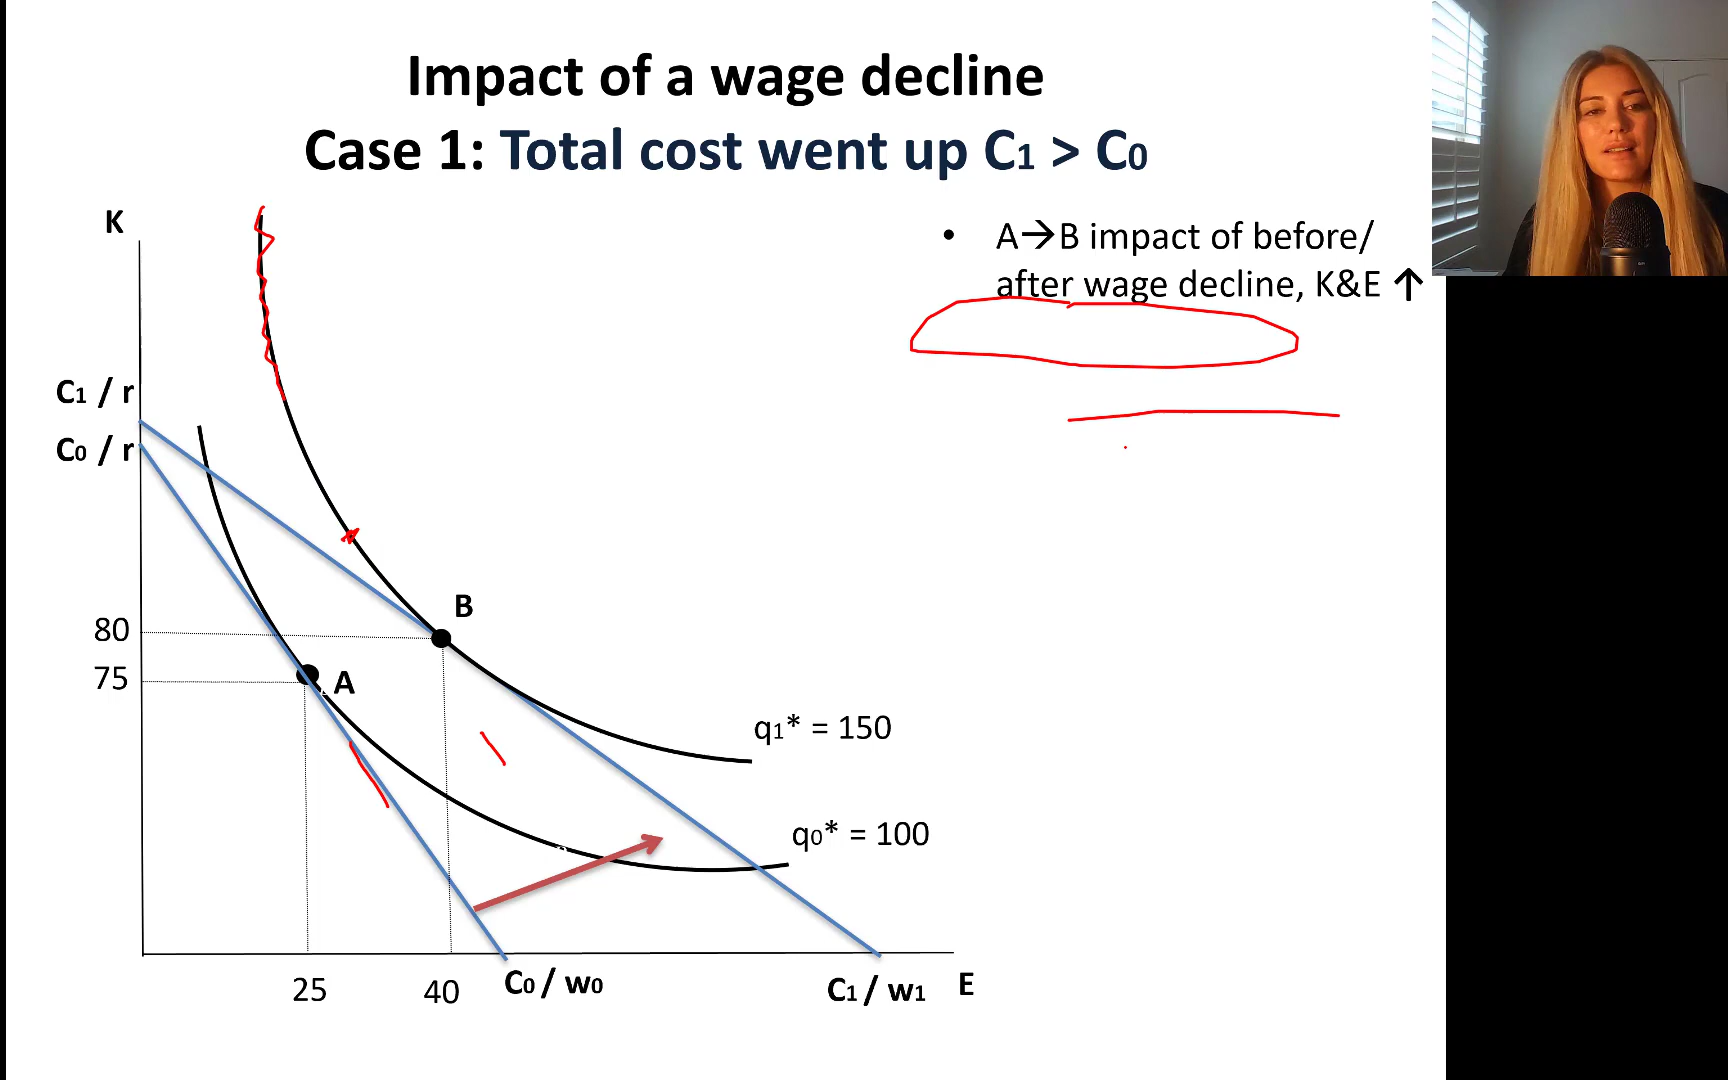 Impact of a wage decline
Case 1: Total cost went up C1 > C0
K
• A→B impact of before/
after wage decline, K&E ↑
C1 / r
C0 / r
B
80
75
A
q1* = 150
q0* = 100
25
40
C0 / w0
C1 / w1
E